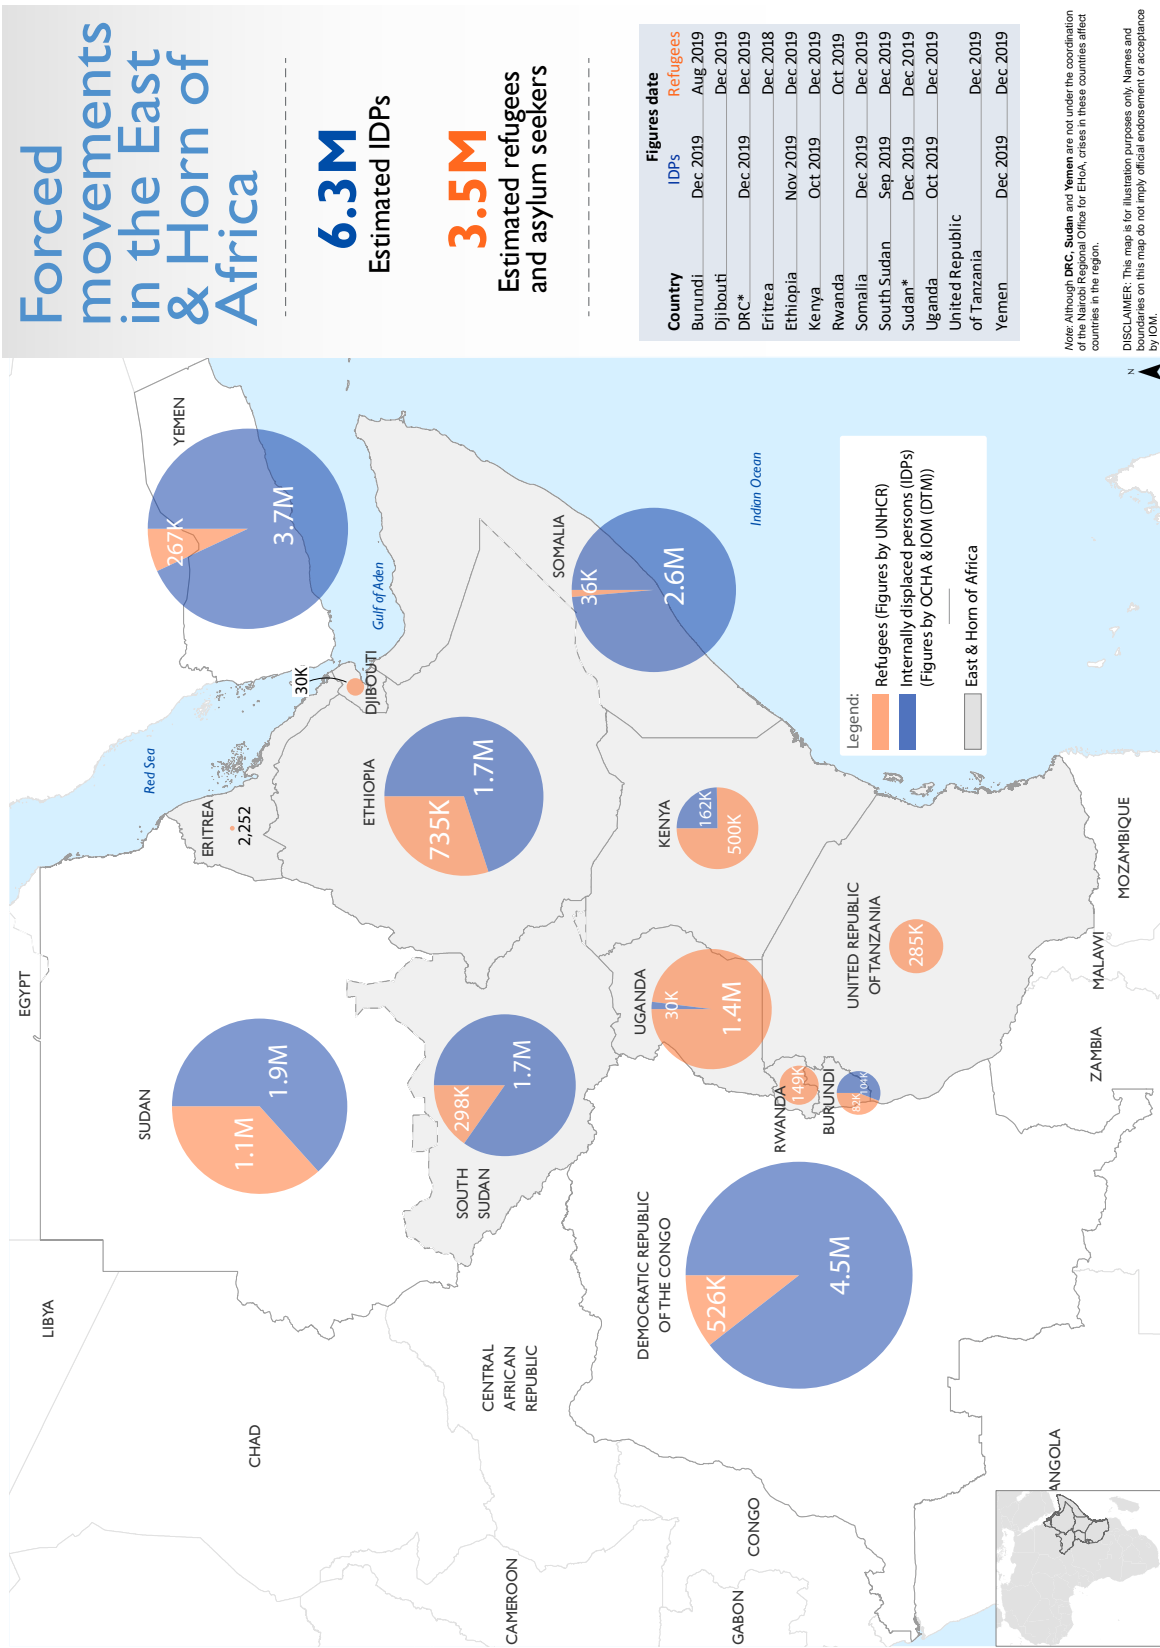 Forced
movements
in the East
& Horn of
Africa
6.3M
Estimated IDPs
3.5M
Estimated refugees
and asylum seekers
Figures date
Country IDPs Refugees
Burundi Dec 2019 Aug 2019
Djibouti Dec 2019
DRC* Dec 2019 Dec 2019
Eritrea Dec 2018
Ethiopia Nov 2019 Dec 2019
Kenya Oct 2019 Dec 2019
Rwanda Oct 2019
Somalia Dec 2019 Dec 2019
South Sudan Sep 2019 Dec 2019
Sudan* Dec 2019 Dec 2019
Uganda Oct 2019 Dec 2019
United Republic
of Tanzania Dec 2019
Yemen Dec 2019 Dec 2019
Note: Although DRC, Sudan and Yemen are not under the coordination
of the Nairobi Regional Office for EHoA, crises in these countries affect
countries in the region.
DISCLAIMER: This map is for illustration purposes only. Names and
boundaries on this map do not imply official endorsement or acceptance
by IOM.
N
EGYPT
LIBYA
Red Sea
YEMEN
267K
3.7M
SUDAN
1.1M
1.9M
ERITREA
2,252
CHAD
30K
DJIBOUTI
Gulf of Aden
ETHIOPIA
735K
1.7M
SOUTH
SUDAN
298K
1.7M
CENTRAL
AFRICAN
REPUBLIC
CAMEROON
SOMALIA
36K
2.6M
UGANDA
30K
1.4M
KENYA
162K
500K
DEMOCRATIC REPUBLIC
OF THE CONGO
526K
4.5M
RWANDA
149K
BURUNDI
82K
104K
GABON
CONGO
Indian Ocean
UNITED REPUBLIC
OF TANZANIA
285K
Legend:
Refugees (Figures by UNHCR)
Internally displaced persons (IDPs)
(Figures by OCHA & IOM (DTM))
East & Horn of Africa
ANGOLA
ZAMBIA
MALAWI
MOZAMBIQUE